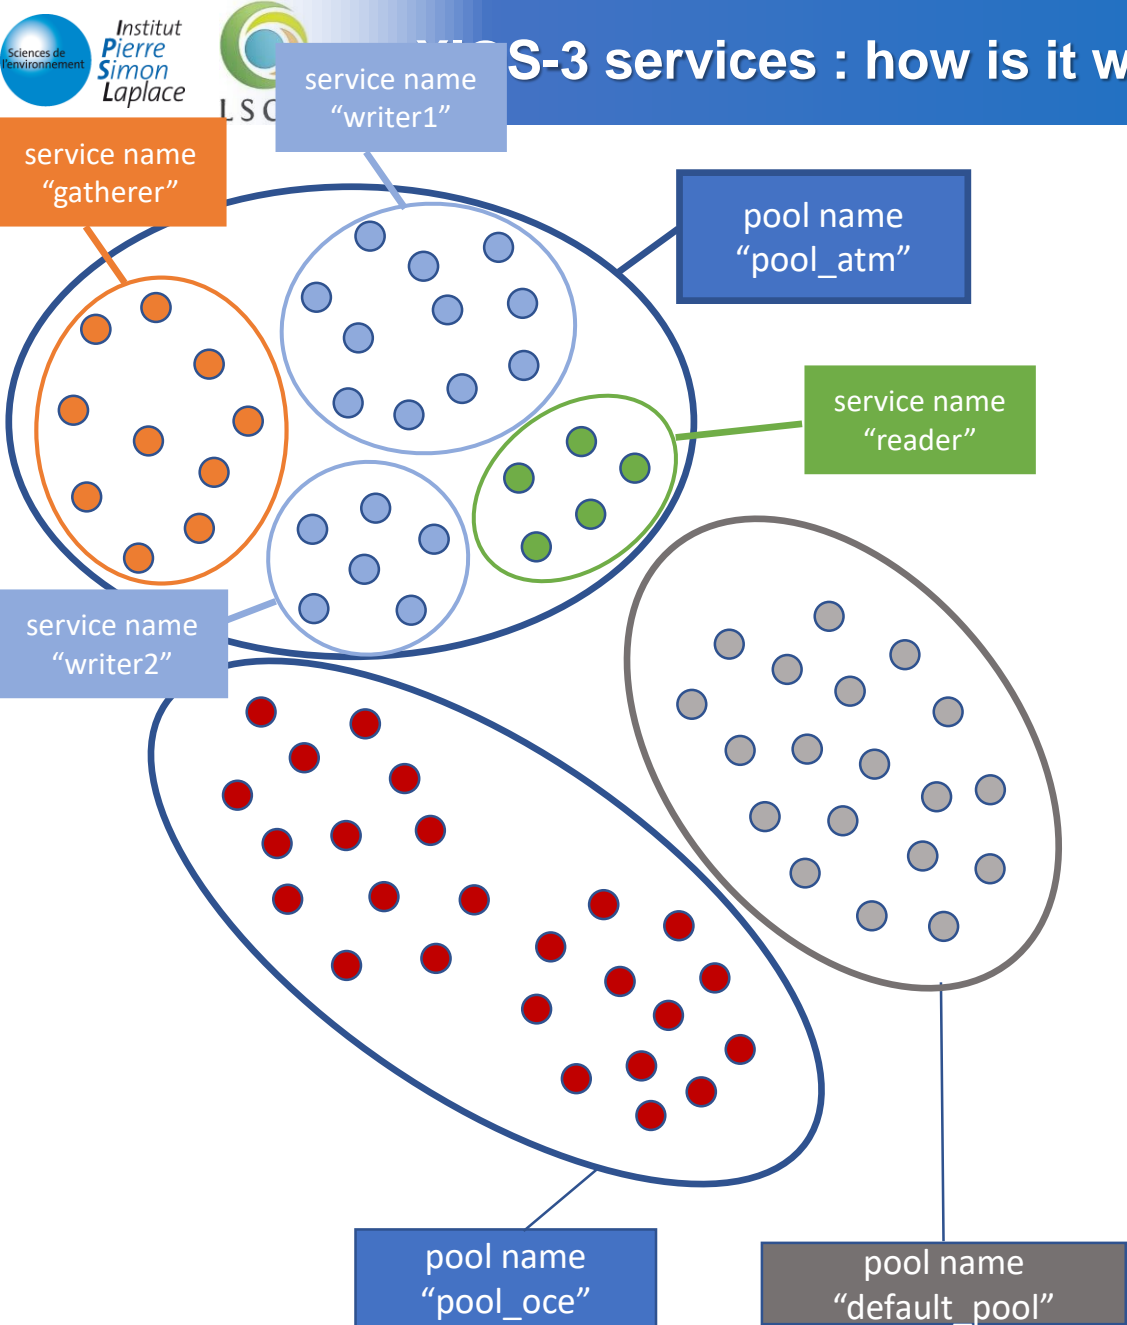 Sciences de
l'environnement
Institut
Pierre
Simon
Laplace
S-3 services : how is it w
service name
“writer1”
service name
“gatherer”
pool name
“pool_atm”
service name
“reader”
service name
“writer2”
pool name
“pool_oce”
pool name
“default_pool”